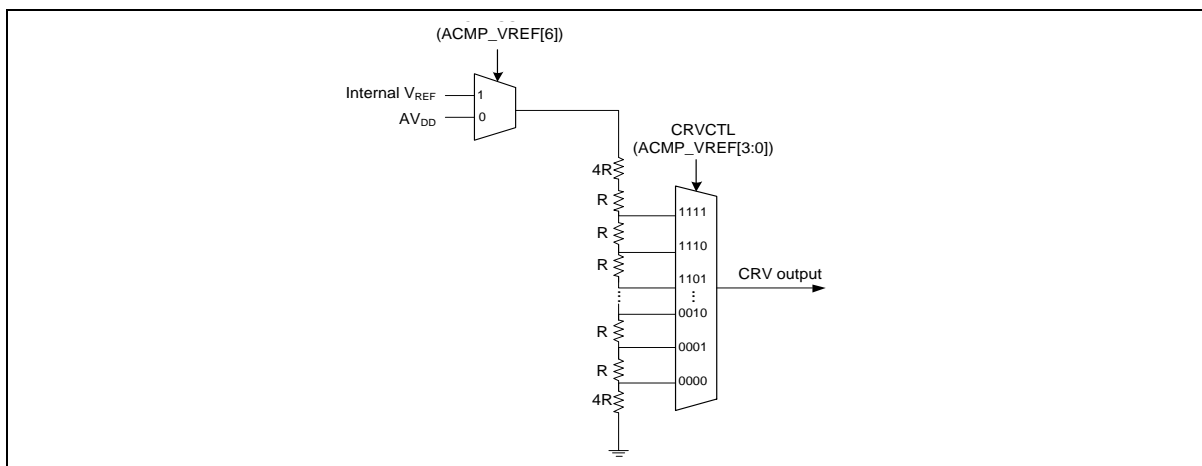 (ACMP_VREF[6])
Internal VREF
1
AVDD
0
CRVCTL
(ACMP_VREF[3:0])
4R
R
1111
R
1110
R
1101
CRV output
0010
R
0001
R
0000
4R